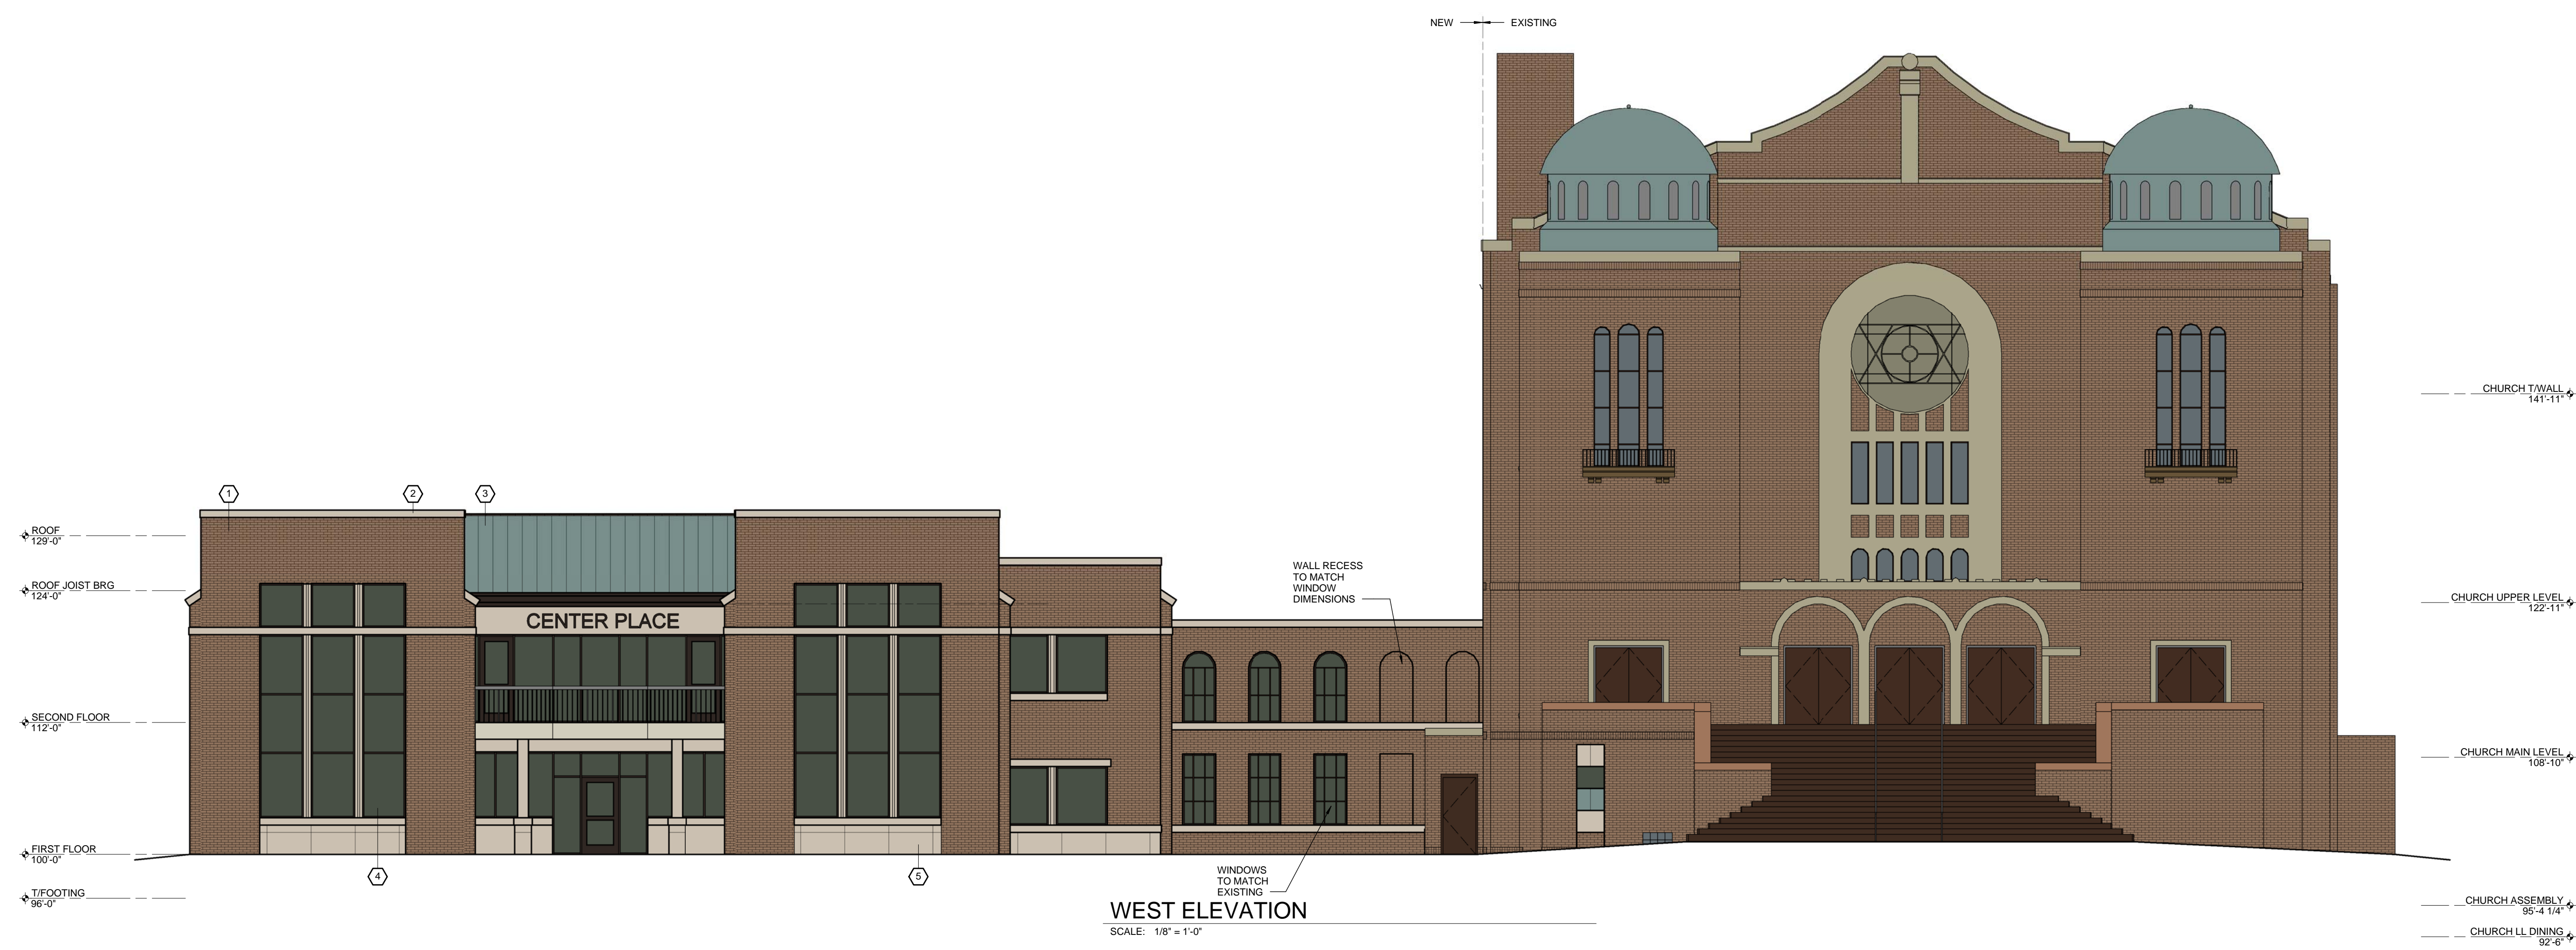 NEW
EXISTING
CHURCH T/WALL
141'-11"
1
2
3
ROOF
129'-0"
ROOF JOIST BRG
124'-0"
WALL RECESS
TO MATCH
WINDOW
DIMENSIONS
CHURCH UPPER LEVEL
122'-11"
CENTER PLACE
SECOND FLOOR
112'-0"
CHURCH MAIN LEVEL
108'-10"
FIRST FLOOR
100'-0"
4
5
WINDOWS
TO MATCH
EXISTING
T/FOOTING
96'-0"
CHURCH ASSEMBLY
95'-4 1/4"
WEST ELEVATION
SCALE: 1/8" = 1'-0"
CHURCH LL DINING
92'-6"